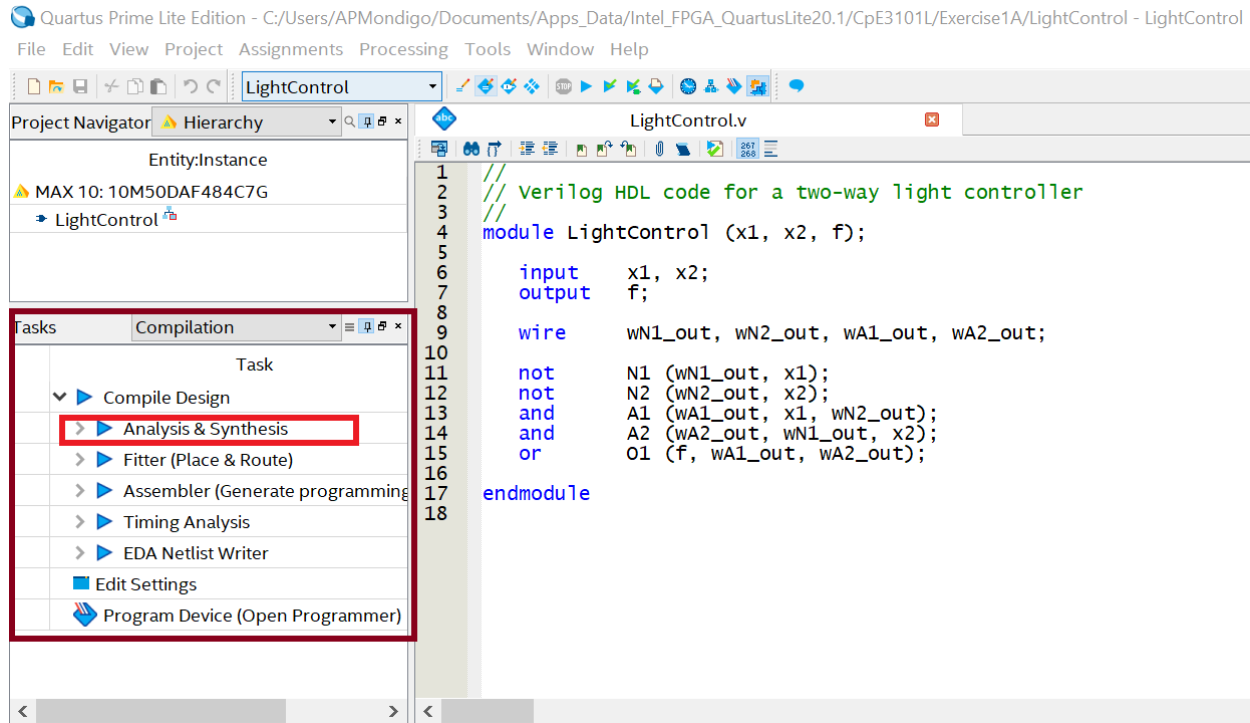 Quartus Prime Lite Edition - C:/Users/APMondigo/Documents/Apps_Data/Intel_FPGA_QuartusLite20.1/CpE3101L/Exercise1A/LightControl - LightControl
File Edit View Project Assignments Processing Tools Window Help
LightControl
STOP
Project Navigator Hierarchy
Entity:Instance
MAX 10: 10M50DAF484C7G
LightControl
Tasks Compilation
Task
Compile Design
Analysis & Synthesis
Fitter (Place & Route)
Assembler (Generate programming
Timing Analysis
EDA Netlist Writer
Edit Settings
Program Device (Open Programmer)
abc
LightControl.v
267
268
1 //
2 // Verilog HDL code for a two-way light controller
3 //
4 module LightControl (x1, x2, f);
5
6 input x1, x2;
7 output f;
8
9 wire wN1_out, wN2_out, wA1_out, wA2_out;
10
11 not N1 (wN1_out, x1);
12 not N2 (wN2_out, x2);
13 and A1 (wA1_out, x1, wN2_out);
14 and A2 (wA2_out, wN1_out, x2);
15 or O1 (f, wA1_out, wA2_out);
16
17 endmodule
18